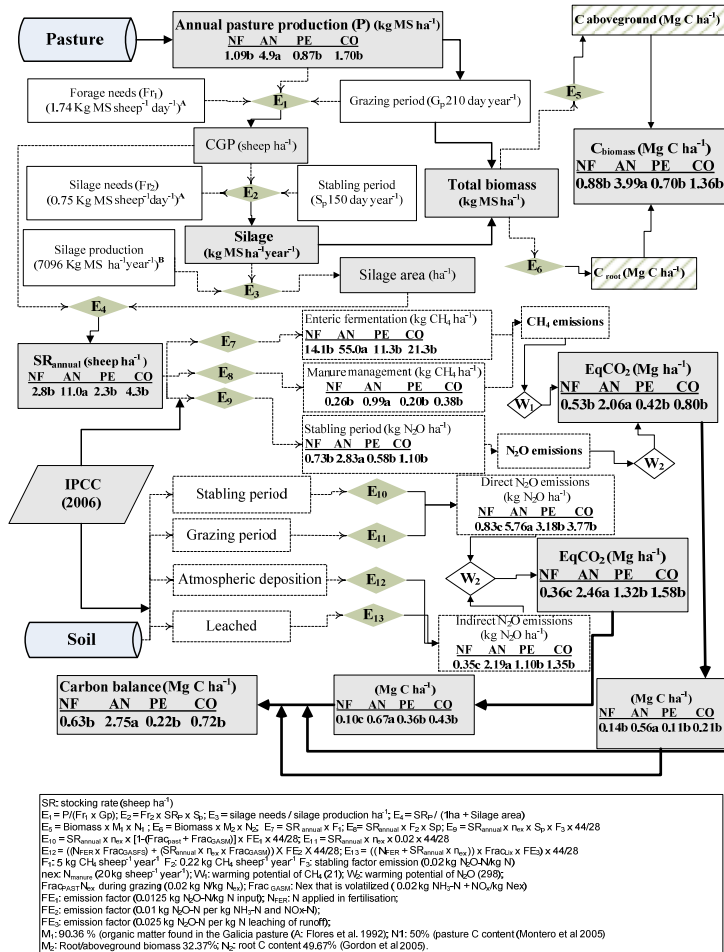 Pasture
Annual pasture production (P) (kg MS ha⁻¹)
NF AN PE CO
1.09b 4.9a 0.87b 1.70b
C aboveground (Mg C ha⁻¹)
Forage needs (Fr₁)
(1.74 Kg MS sheep⁻¹ day⁻¹)ᴬ
E₁
Grazing period (Gₚ210 day year⁻¹)
E₅
CGP (sheep ha⁻¹)
C biomass (Mg C ha⁻¹)
NF AN PE CO
0.88b 3.99a 0.70b 1.36b
Silage needs (Fr₂)
(0.75 Kg MS sheep⁻¹day⁻¹)ᴬ
E₂
Stabling period
(Sₚ150 day year⁻¹)
Total biomass
(kg MS ha⁻¹)
Silage
(kg MS ha⁻¹year⁻¹)
Silage production
(7096 Kg MS ha⁻¹year⁻¹)ᴮ
E₃
Silage area (ha⁻¹)
E₆
C root (Mg C ha⁻¹)
E₄
SRannual (sheep ha⁻¹)
NF AN PE CO
2.8b 11.0a 2.3b 4.3b
E₇
Enteric fermentation (kg CH₄ ha⁻¹)
NF AN PE CO
14.1b 55.0a 11.3b 21.3b
CH₄ emissions
E₈
Manure management (kg CH₄ ha⁻¹)
NF AN PE CO
0.26b 0.99a 0.20b 0.38b
W₁
EqCO₂ (Mg ha⁻¹)
NF AN PE CO
0.53b 2.06a 0.42b 0.80b
E₉
Stabling period (kg N₂O ha⁻¹)
NF AN PE CO
0.73b 2.83a 0.58b 1.10b
N₂O emissions
W₂
IPCC
(2006)
Stabling period
E₁₀
Direct N₂O emissions
(kg N₂O ha⁻¹)
NF AN PE CO
0.83c 5.76a 3.18b 3.77b
Grazing period
E₁₁
Atmospheric deposition
E₁₂
W₂
EqCO₂ (Mg ha⁻¹)
NF AN PE CO
0.36c 2.46a 1.32b 1.58b
Soil
Leached
E₁₃
Indirect N₂O emissions
(kg N₂O ha⁻¹)
NF AN PE CO
0.35c 2.19a 1.10b 1.35b
Carbon balance (Mg C ha⁻¹)
NF AN PE CO
0.63b 2.75a 0.22b 0.72b
(Mg C ha⁻¹)
NF AN PE CO
0.10c 0.67a 0.36b 0.43b
(Mg C ha⁻¹)
NF AN PE CO
0.14b 0.56a 0.11b 0.21b
SR: stocking rate (sheep ha⁻¹)
E₁ = P/(Fr₁ x Gp); E₂ = Fr₂ x SRₚ x Sₚ; E₃ = silage needs / silage production ha⁻¹; E₄ = SRₚ / (1ha + Silage area)
E₅ = Biomass x M₁ x N₁ ; E₆ = Biomass x M₂ x N₂; E₇ = SRannual x F₁; E₈= SRannual x F₂ x Sp; E₉ = SRannual x nex x Sₚ x F₃ x 44/28
E₁₀ = SRannual x nex x [1-(Fracpast + FracGASM)] x FE₁ x 44/28; E₁₁ = SRannual x nex x 0.02 x 44/28
E₁₂ = ((NFER x FracGASFS) + (SRannual x nex x FracGASM)) X FE₂ X 44/28; E₁₃ = ((NFER + SRannual x nex)) x FracLix x FE₃) x 44/28
F₁: 5 kg CH₄ sheep⁻¹ year⁻¹ F₂: 0.22 kg CH₄ sheep⁻¹ year⁻¹ F₃: stabling factor emission (0.02 kg N₂O-N/kg N)
nex: Nmanure (20 kg sheep⁻¹ year⁻¹); W₁: warming potential of CH₄ (21); W₂: warming potential of N₂O (298);
FracPAST Nex during grazing (0.02 kg N/kg Nex); Frac GASM: Nex that is volatilized (0.02 kg NH₃-N + NOx/kg Nex)
FE₁: emission factor (0.0125 kg N₂O-N/kg N input); NFER: N applied in fertilisation;
FE₂: emission factor (0.01 kg N₂O-N per kg NH₃-N and NOx-N);
FE₃: emission factor (0.025 kg N₂O-N per kg N leaching of runoff);
M₁: 90.36 % (organic matter found in the Galicia pasture (A: Flores et al. 1992); N1: 50% (pasture C content (Montero et al 2005)
M₂: Root/aboveground biomass 32.37%; N₂: root C content 49.67% (Gordon et al 2005).